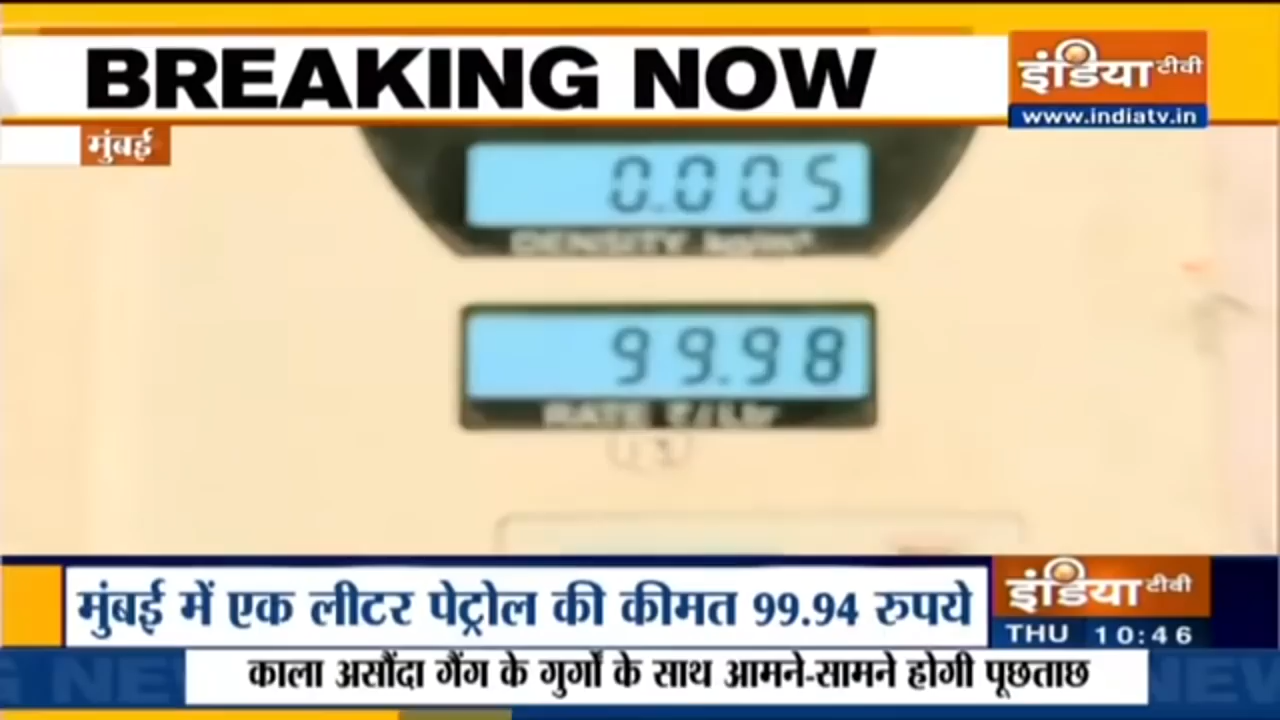 BREAKING NOW
इंडिया टीवी
www.indiatv.in
मुंबई
0.005
DENSITY kg/m³
99.98
RATE ₹/Ltr
मुंबई में एक लीटर पेट्रोल की कीमत 99.94 रुपये
इंडिया टीवी
THU 10:46
काला असौंदा गैंग के गुर्गों के साथ आमने-सामने होगी पूछताछ